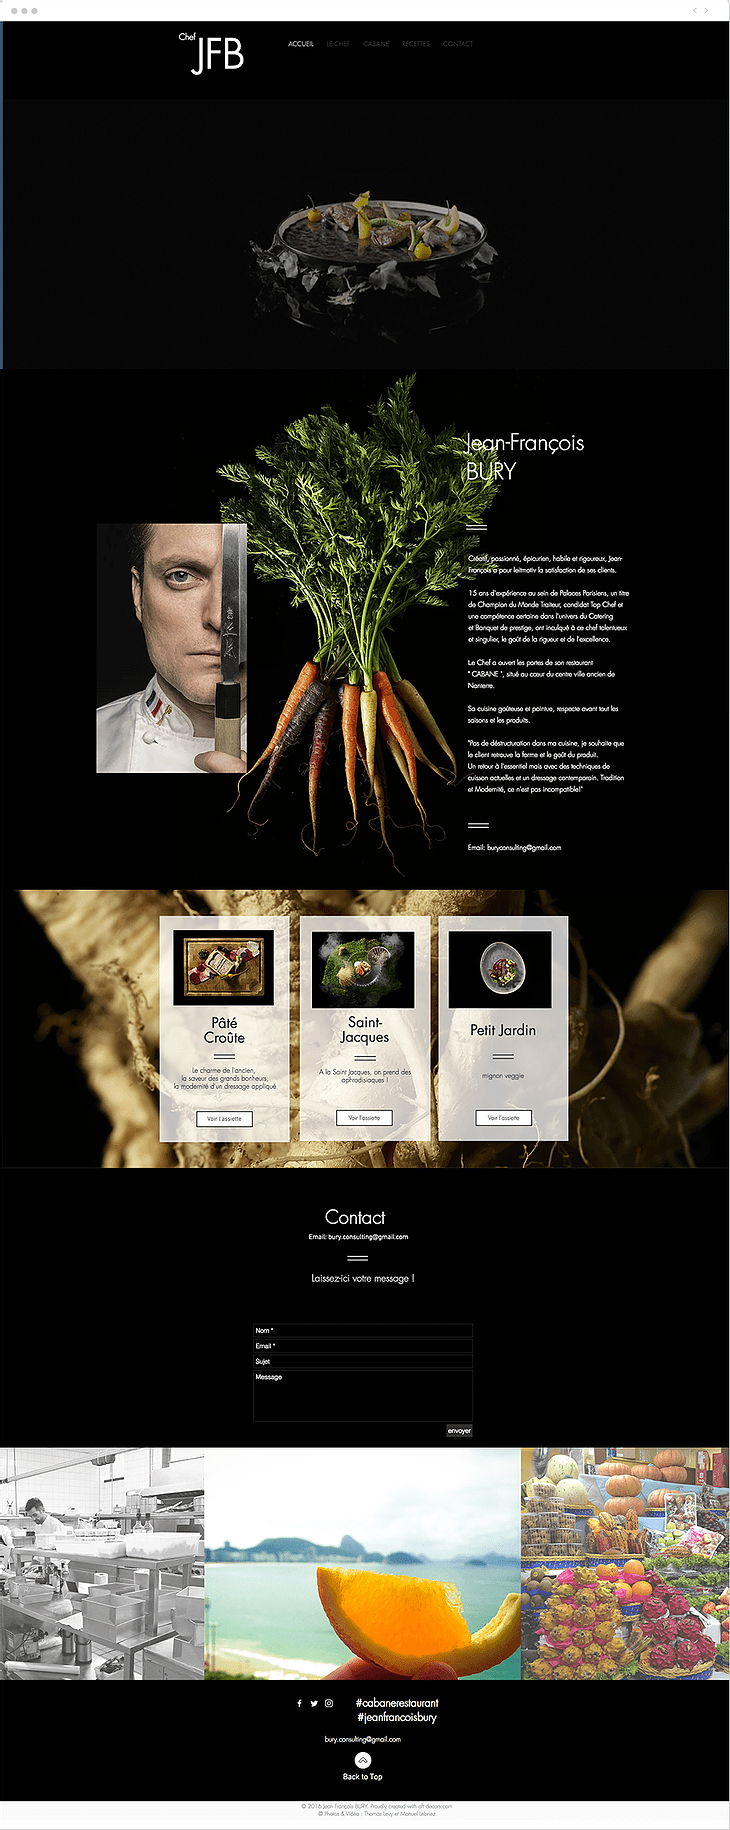 Chef
JFB
ACCUEIL LE CHEF CABANE RECETTES CONTACT
Jean-François
BURY
Créatif, passionné, épicurien, habile et rigoureux, Jean-
François a pour leitmotiv la satisfaction de ses clients.
15 ans d'expérience au sein de Palaces Parisiens, un titre
de Champion du Monde Traiteur, candidat Top Chef et
une compétence certaine dans l'univers du Catering
et Banquet de prestige, ont inculqué à ce chef talentueux
et singulier, le goût de la rigueur et de l'excellence.
Le Chef a ouvert les portes de son restaurant
" CABANE ", situé au cœur du centre ville ancien de
Nanterre.
Sa cuisine goûteuse et pointue, respecte avant tout les
saisons et les produits.
"Pas de déstructuration dans ma cuisine, je souhaite que
le client retrouve la forme et le goût du produit.
Un retour à l'essentiel mais avec des techniques de
cuisson actuelles et un dressage contemporain. Tradition
et Modernité, ce n'est pas incompatible!"
Email: buryconsulting@gmail.com
Pâté
Croûte
Le charme de l'ancien,
la saveur des grands bonheurs,
la modernité d'un dressage appliqué
Voir l'assiette
Saint-
Jacques
A la Saint Jacques, on prend des
aphrodisiaques !
Voir l'assiette
Petit Jardin
mignon veggie
Voir l'assiette
Contact
Email: bury.consulting@gmail.com
Laissez-ici votre message !
Nom *
Email *
Sujet
Message
envoyer
#cabanerestaurant
#jeanfrancoisbury
bury.consulting@gmail.com
Back to Top
© 2016 Jean François BURY. Proudly created with aft-decors.com
© Photos & Vidéo : Thomas Levy et Manuel Lebriez